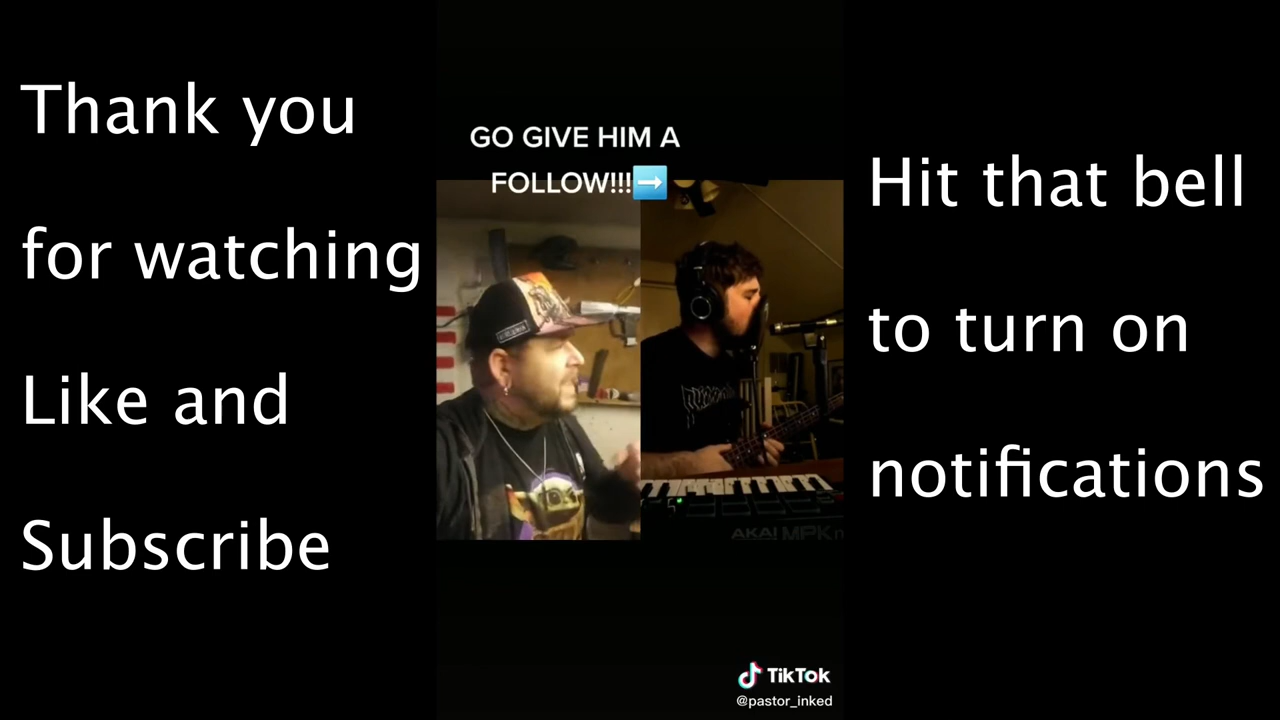 Thank you
for watching
Like and
Subscribe
GO GIVE HIM A
FOLLOW!!!➡️
Hit that bell
to turn on
notifications
AKAI MPK
TikTok
@pastor_inked